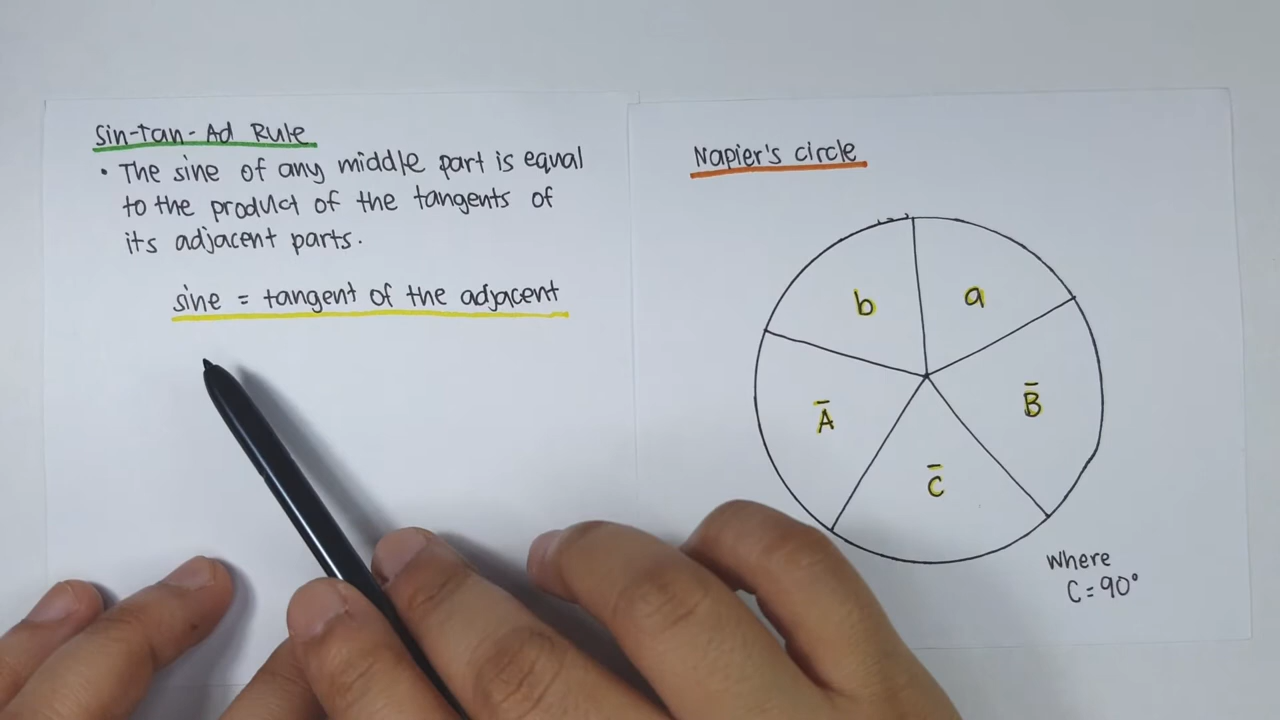 Sin-Tan-Ad Rule
• The sine of any middle part is equal
to the product of the tangents of
its adjacent parts.
sine = tangent of the adjacent
Napier's circle
b
a
A̅
B̅
c̅
Where
C = 90°